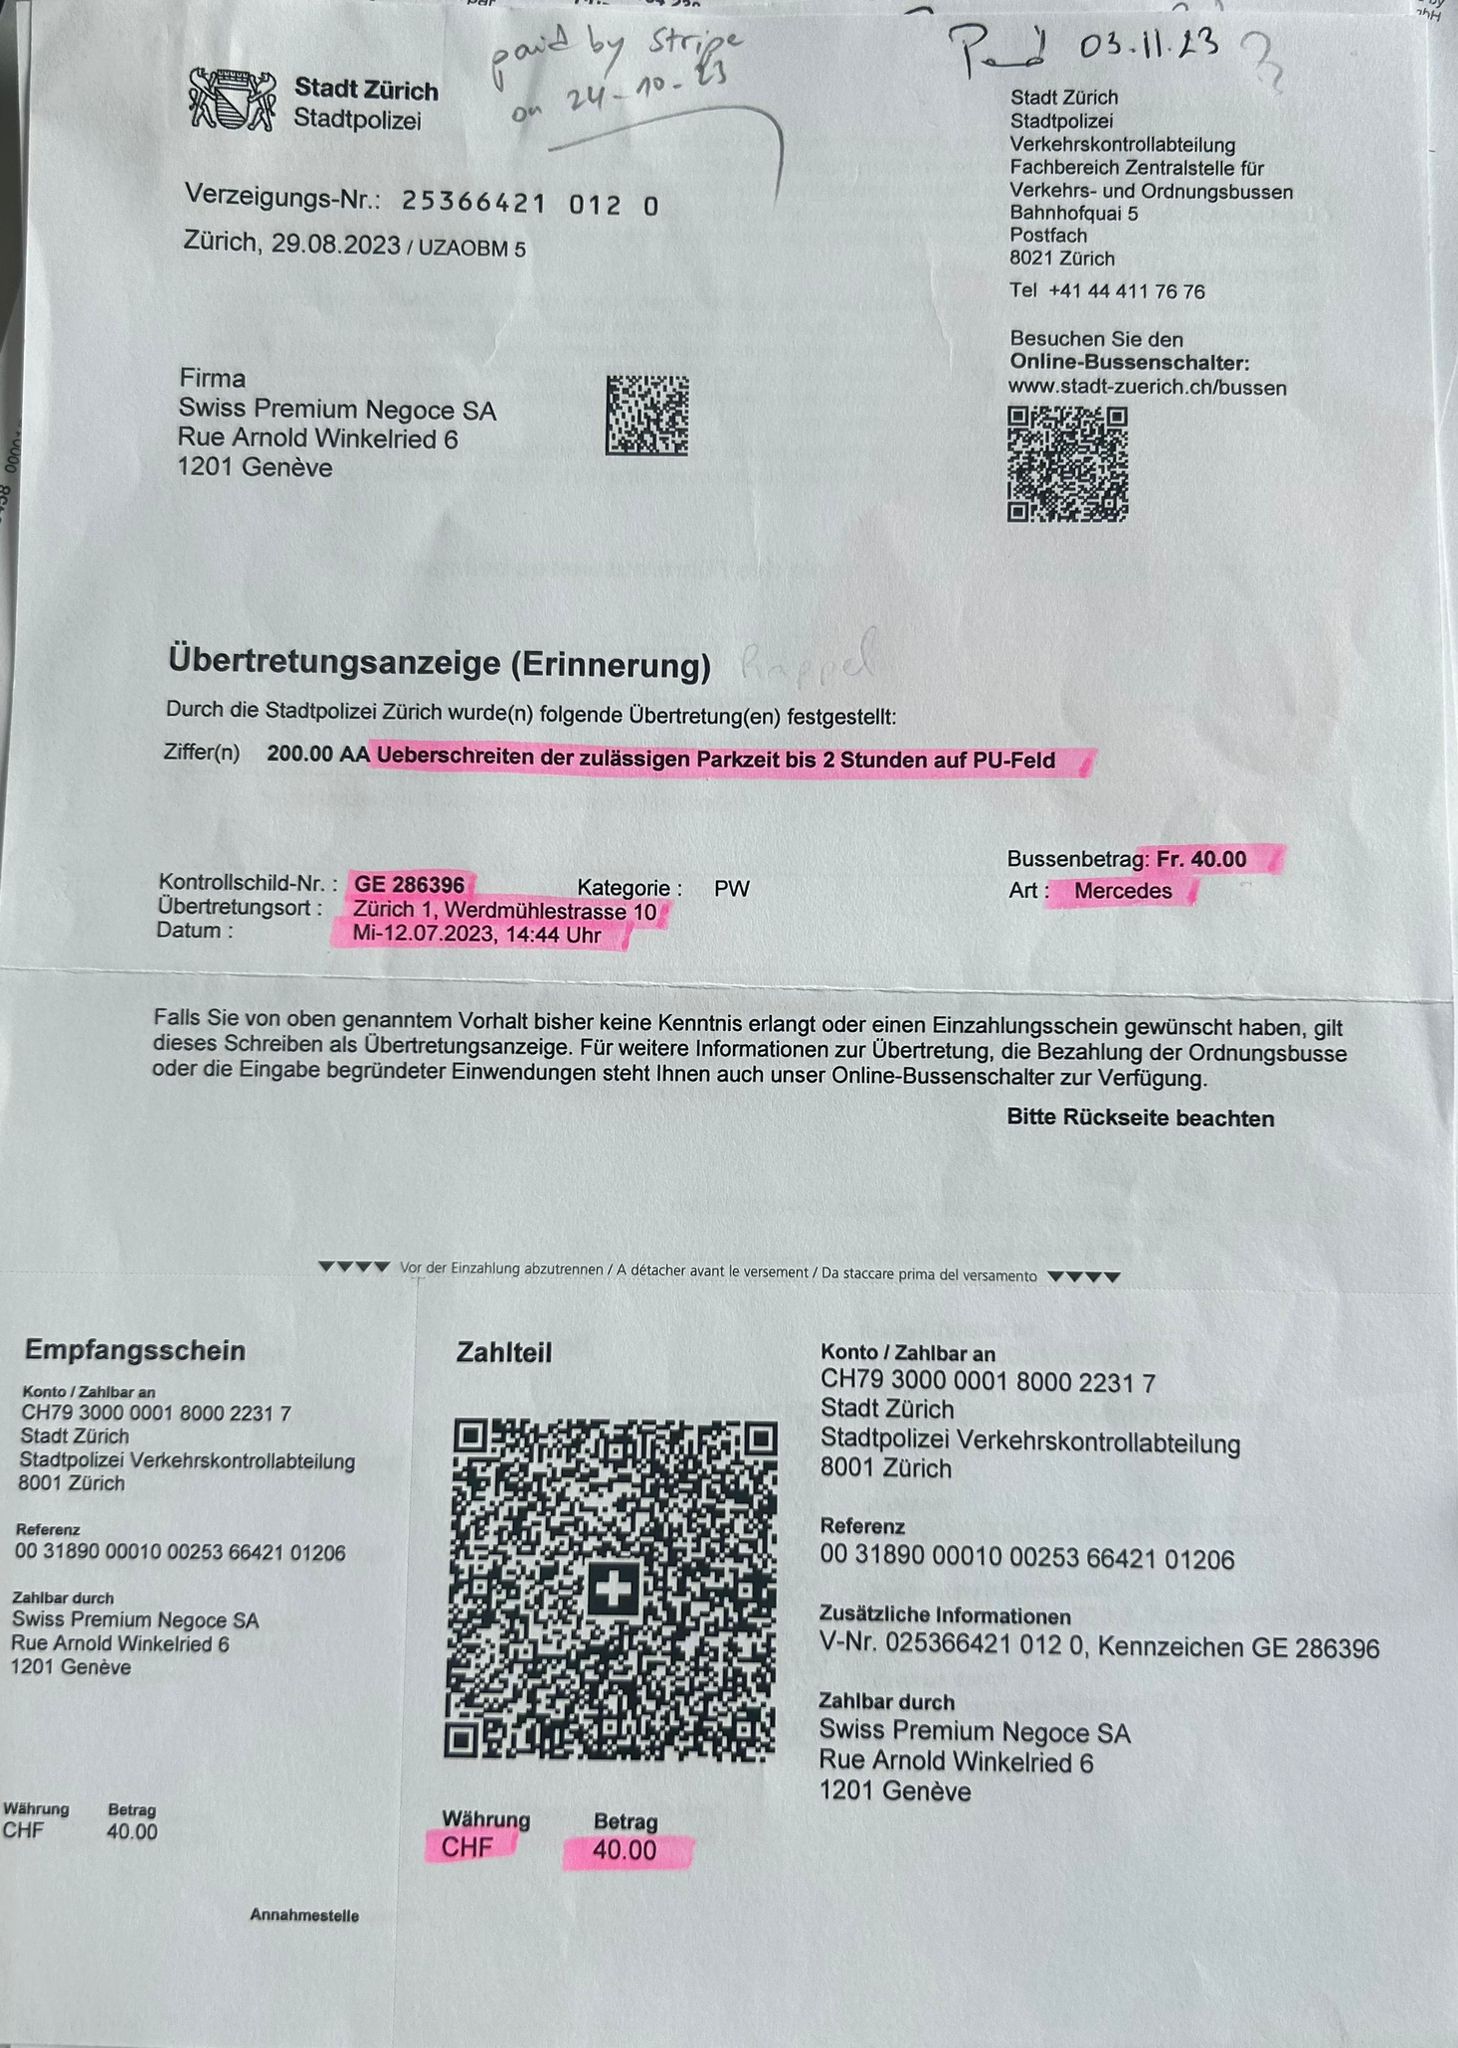 paid by Stripe
on 24-10-23
Paid 03.11.23 ?
Stadt Zürich
Stadtpolizei
Stadt Zürich
Stadtpolizei
Verkehrskontrollabteilung
Fachbereich Zentralstelle für
Verkehrs- und Ordnungsbussen
Bahnhofquai 5
Postfach
8021 Zürich
Tel +41 44 411 76 76
Verzeigungs-Nr.: 25366421 012 0
Zürich, 29.08.2023 / UZAOBM 5
Besuchen Sie den
Online-Bussenschalter:
www.stadt-zuerich.ch/bussen
Firma
Swiss Premium Negoce SA
Rue Arnold Winkelried 6
1201 Genève
Übertretungsanzeige (Erinnerung) Rappel
Durch die Stadtpolizei Zürich wurde(n) folgende Übertretung(en) festgestellt:
Ziffer(n) 200.00 AA Ueberschreiten der zulässigen Parkzeit bis 2 Stunden auf PU-Feld
Bussenbetrag: Fr. 40.00
Kontrollschild-Nr. : GE 286396 Kategorie : PW Art : Mercedes
Übertretungsort : Zürich 1, Werdmühlestrasse 10
Datum : Mi-12.07.2023, 14:44 Uhr
Falls Sie von oben genanntem Vorhalt bisher keine Kenntnis erlangt oder einen Einzahlungsschein gewünscht haben, gilt
dieses Schreiben als Übertretungsanzeige. Für weitere Informationen zur Übertretung, die Bezahlung der Ordnungsbusse
oder die Eingabe begründeter Einwendungen steht Ihnen auch unser Online-Bussenschalter zur Verfügung.
Bitte Rückseite beachten
Vor der Einzahlung abzutrennen / A détacher avant le versement / Da staccare prima del versamento
Empfangsschein
Konto / Zahlbar an
CH79 3000 0001 8000 2231 7
Stadt Zürich
Stadtpolizei Verkehrskontrollabteilung
8001 Zürich
Referenz
00 31890 00010 00253 66421 01206
Zahlbar durch
Swiss Premium Negoce SA
Rue Arnold Winkelried 6
1201 Genève
Währung Betrag
CHF 40.00
Annahmestelle
Zahlteil
Währung Betrag
CHF 40.00
Konto / Zahlbar an
CH79 3000 0001 8000 2231 7
Stadt Zürich
Stadtpolizei Verkehrskontrollabteilung
8001 Zürich
Referenz
00 31890 00010 00253 66421 01206
Zusätzliche Informationen
V-Nr. 025366421 012 0, Kennzeichen GE 286396
Zahlbar durch
Swiss Premium Negoce SA
Rue Arnold Winkelried 6
1201 Genève